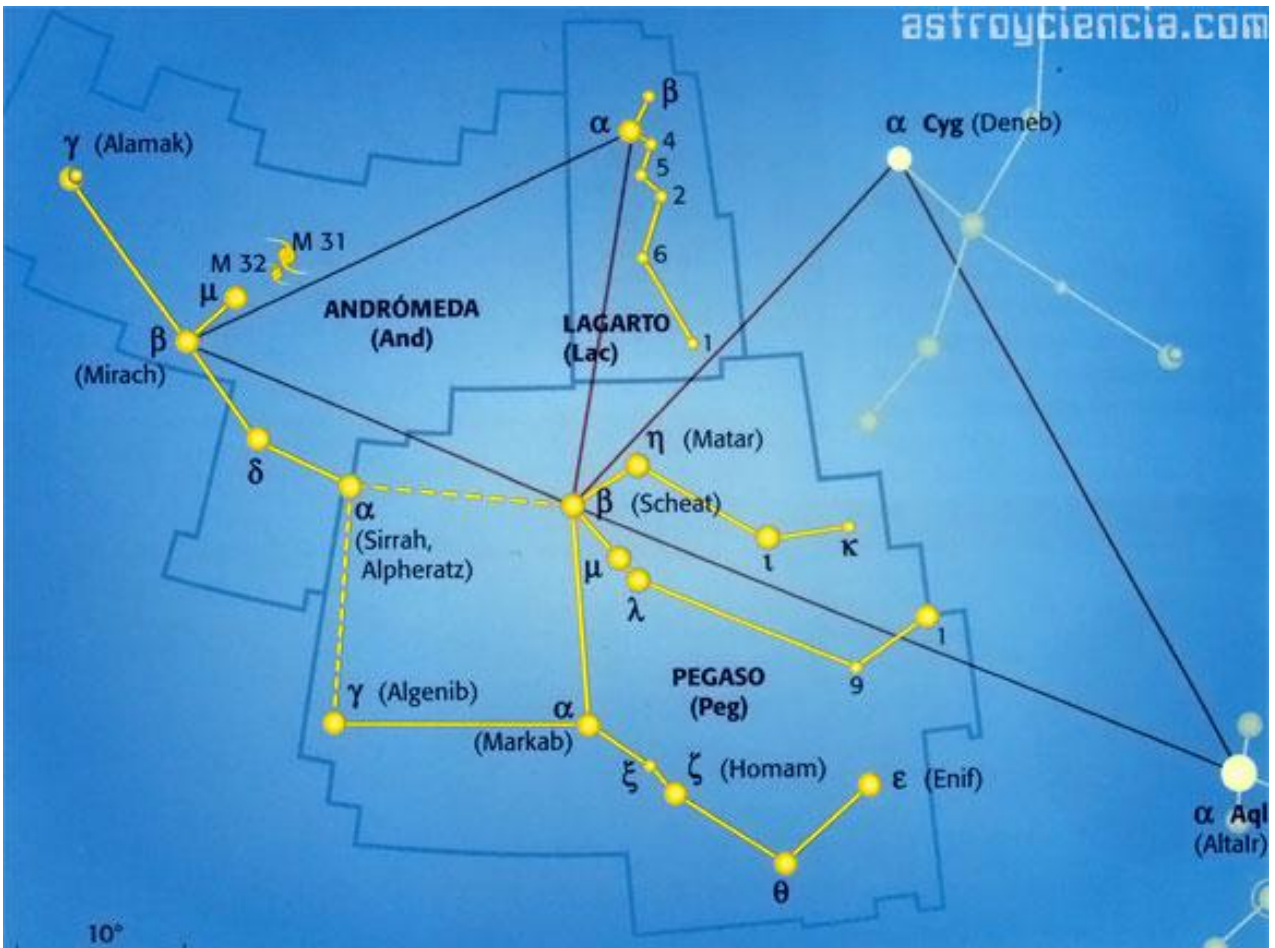 astroyciencia.com
β
α
4
5
2
6
1
α Cyg (Deneb)
γ (Alamak)
M 31
M 32
μ
β
(Mirach)
ANDRÓMEDA
(And)
LAGARTO
(Lac)
δ
α
(Sirrah,
Alpheratz)
η (Matar)
β (Scheat)
ι
κ
μ
λ
1
9
PEGASO
(Peg)
γ (Algenib)
α
(Markab)
ξ
ζ (Homam)
ε (Enif)
θ
α Aql
(Altair)
10°